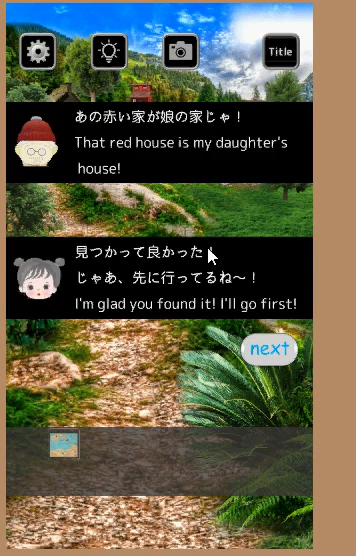 Title
あの赤い家が娘の家じゃ！
That red house is my daughter's
house!
見つかって良かった！
じゃあ、先に行ってるね〜！
I'm glad you found it! I'll go first!
next